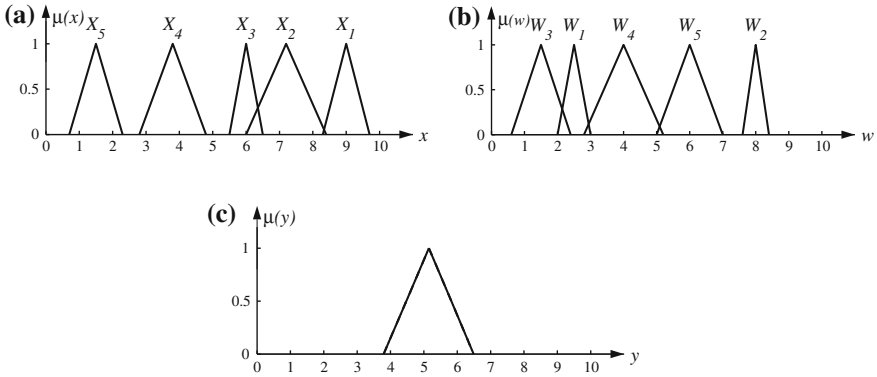 (a)
μ(x) X5 X4 X3 X2 X1
1
0.5
0
0 1 2 3 4 5 6 7 8 9 10 x
(b)
μ(w) W3 W1 W4 W5 W2
1
0.5
0
0 1 2 3 4 5 6 7 8 9 10 w
(c)
μ(y)
1
0.5
0
0 1 2 3 4 5 6 7 8 9 10 y